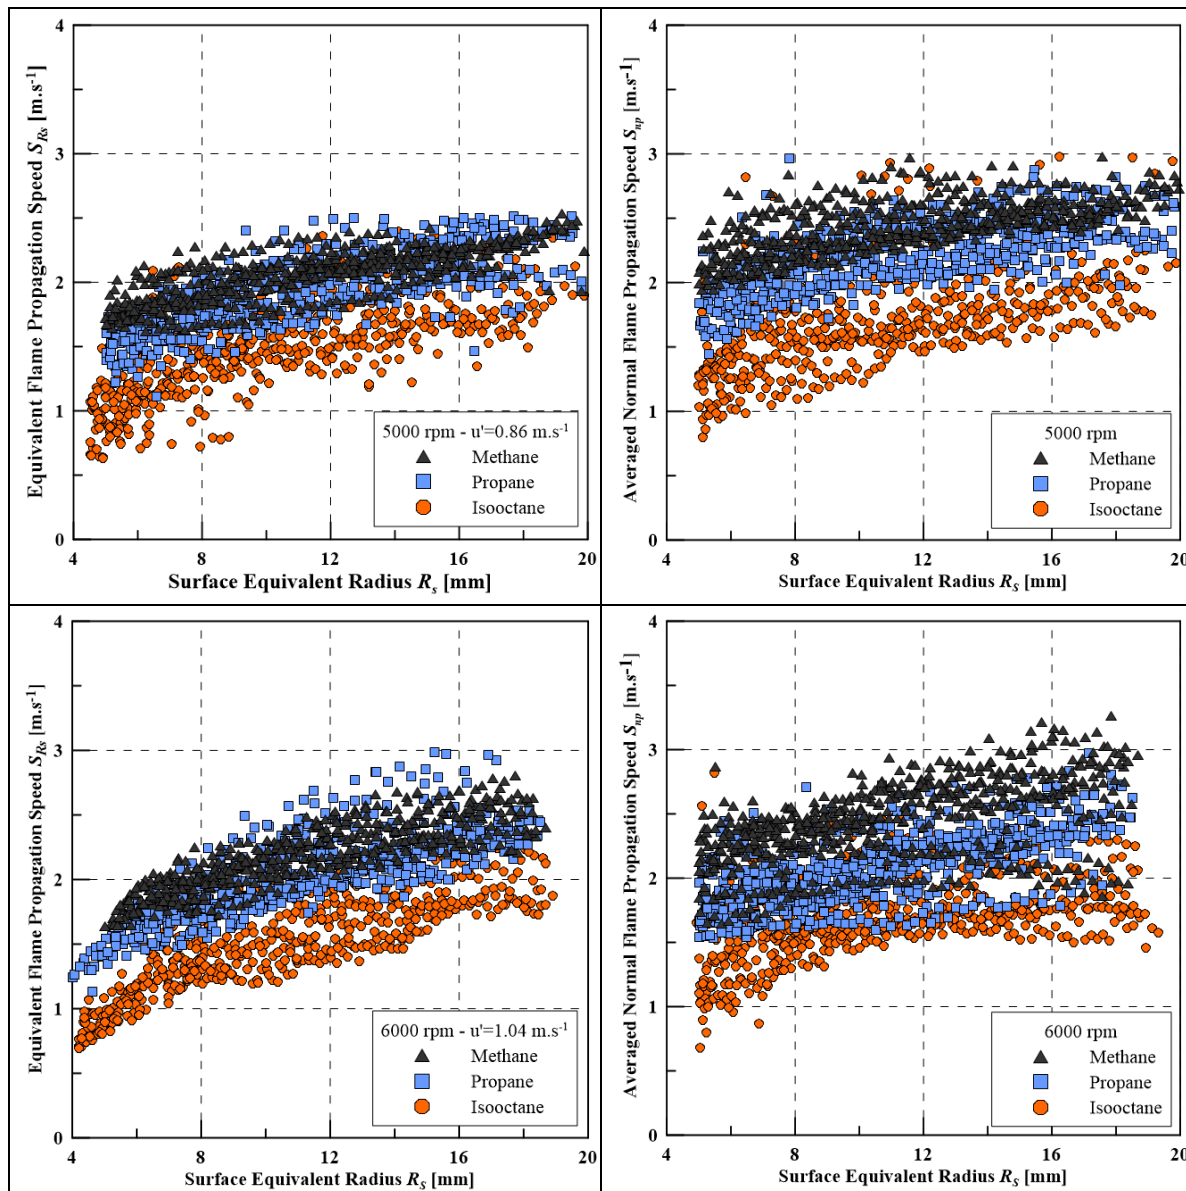 Equivalent Flame Propagation Speed S_Rs [m.s⁻¹]
4
3
2
1
0
5000 rpm - u'=0.86 m.s⁻¹
Methane
Propane
Isooctane
4 8 12 16 20
Surface Equivalent Radius R_s [mm]
Averaged Normal Flame Propagation Speed S_np [m.s⁻¹]
4
3
2
1
0
5000 rpm
Methane
Propane
Isooctane
4 8 12 16 20
Surface Equivalent Radius R_s [mm]
Equivalent Flame Propagation Speed S_Rs [m.s⁻¹]
4
3
2
1
0
6000 rpm - u'=1.04 m.s⁻¹
Methane
Propane
Isooctane
4 8 12 16 20
Surface Equivalent Radius R_S [mm]
Averaged Normal Flame Propagation Speed S_np [m.s⁻¹]
4
3
2
1
0
6000 rpm
Methane
Propane
Isooctane
4 8 12 16 20
Surface Equivalent Radius R_S [mm]